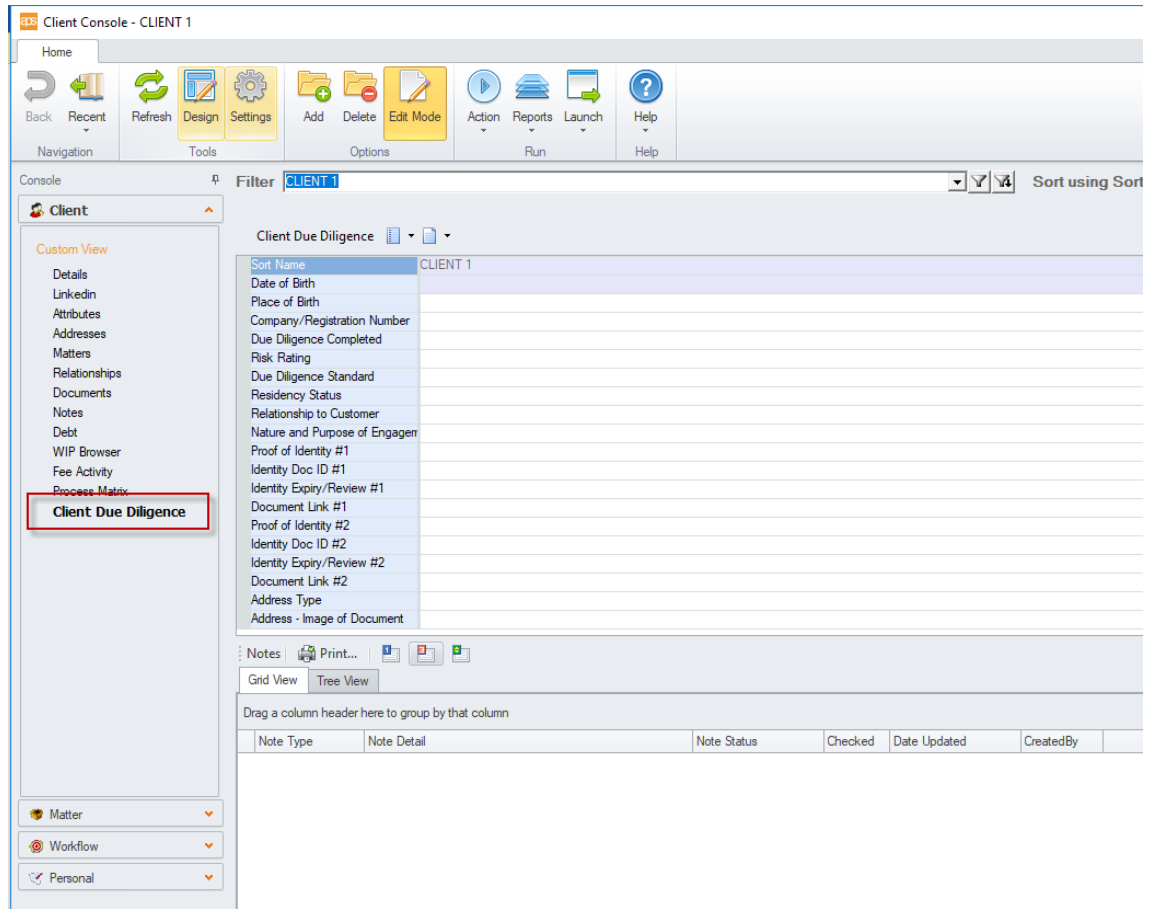 aps Client Console - CLIENT 1
Home
Back Recent Refresh Design Settings Add Delete Edit Mode Action Reports Launch Help
Navigation Tools Options Run Help
Console
Filter CLIENT 1 Sort using Sort
Client
Custom View
Details
Linkedin
Attributes
Addresses
Matters
Relationships
Documents
Notes
Debt
WIP Browser
Fee Activity
Process Matrix
Client Due Diligence
Matter
Workflow
Personal
Client Due Diligence
Sort Name CLIENT 1
Date of Birth
Place of Birth
Company/Registration Number
Due Diligence Completed
Risk Rating
Due Diligence Standard
Residency Status
Relationship to Customer
Nature and Purpose of Engagem
Proof of Identity #1
Identity Doc ID #1
Identity Expiry/Review #1
Document Link #1
Proof of Identity #2
Identity Doc ID #2
Identity Expiry/Review #2
Document Link #2
Address Type
Address - Image of Document
Notes Print...
Grid View Tree View
Drag a column header here to group by that column
Note Type Note Detail Note Status Checked Date Updated CreatedBy